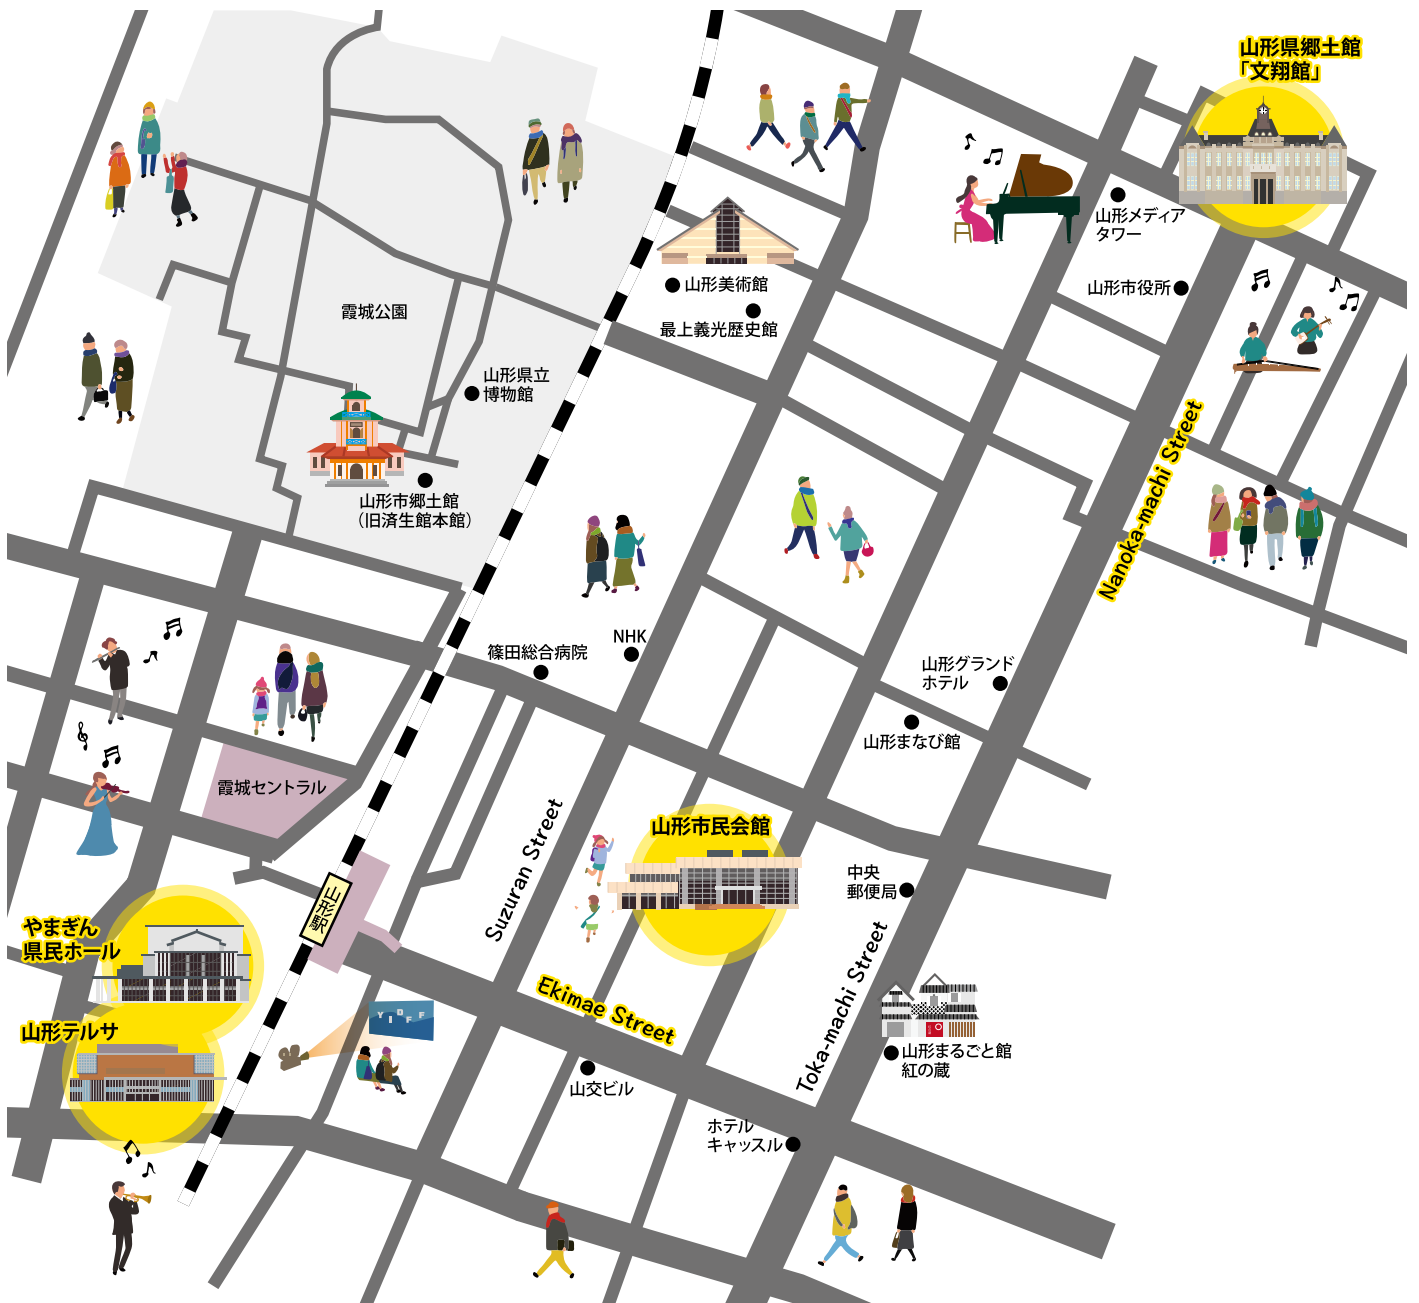 山形県郷土館
「文翔館」
山形メディア
タワー
山形市役所
山形美術館
最上義光歴史館
霞城公園
山形県立
博物館
山形市郷土館
（旧済生館本館）
Nanoka-machi Street
NHK
篠田総合病院
山形グランド
ホテル
山形まなび館
霞城セントラル
Suzuran Street
山形市民会館
中央
郵便局
山形駅
やまぎん
県民ホール
Toka-machi Street
Ekimae Street
YIDFF
山形テルサ
山形まるごと館
紅の蔵
山交ビル
ホテル
キャッスル